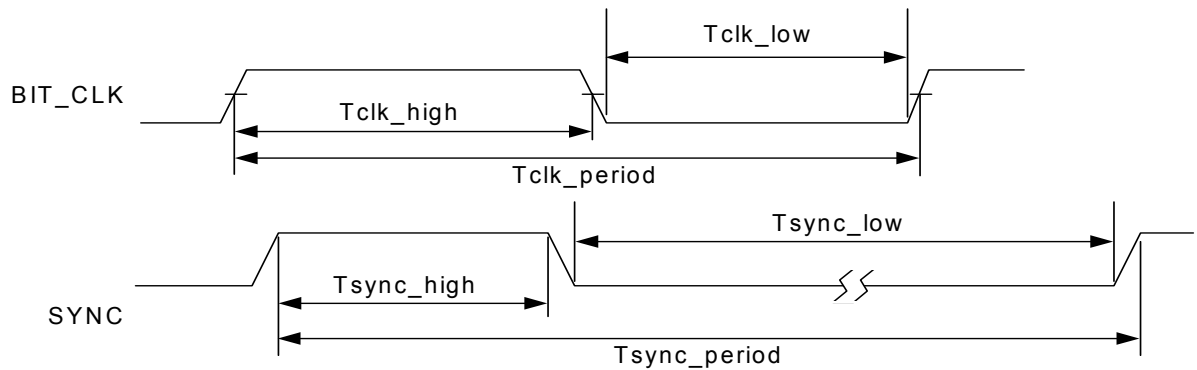 Tclk_low
BIT_CLK
Tclk_high
Tclk_period
Tsync_low
Tsync_high
SYNC
Tsync_period